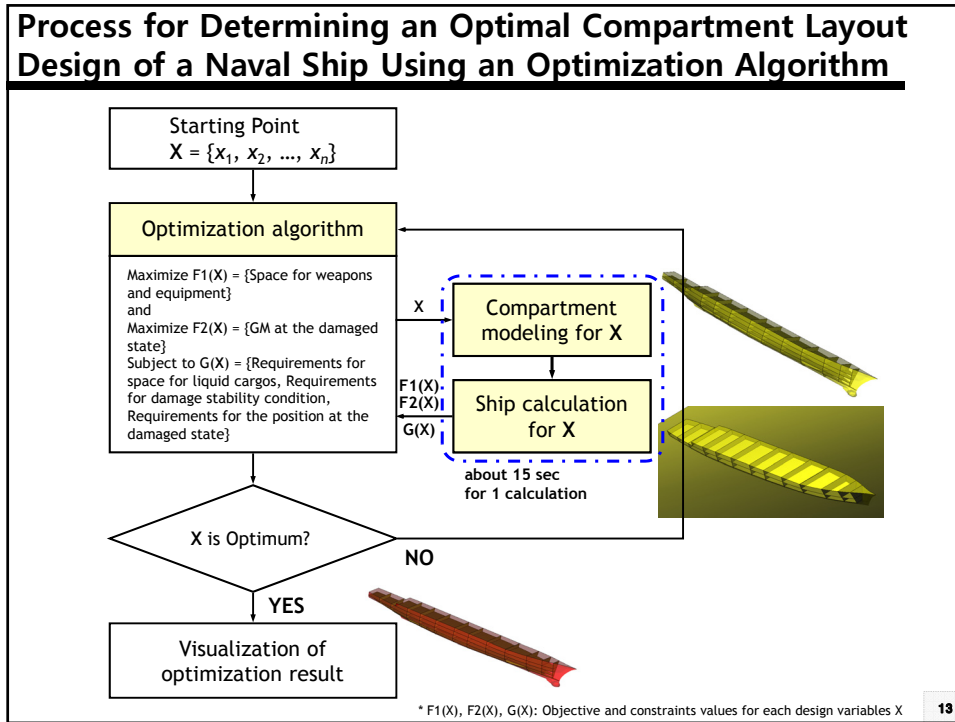 Process for Determining an Optimal Compartment Layout
Design of a Naval Ship Using an Optimization Algorithm
Starting Point
X = {x₁, x₂, …, xₙ}
Optimization algorithm
Maximize F1(X) = {Space for weapons
and equipment}
and
Maximize F2(X) = {GM at the damaged
state}
Subject to G(X) = {Requirements for
space for liquid cargos, Requirements
for damage stability condition,
Requirements for the position at the
damaged state}
X
Compartment
modeling for X
F1(X)
F2(X)
G(X)
Ship calculation
for X
about 15 sec
for 1 calculation
X is Optimum?
NO
YES
Visualization of
optimization result
* F1(X), F2(X), G(X): Objective and constraints values for each design variables X
13